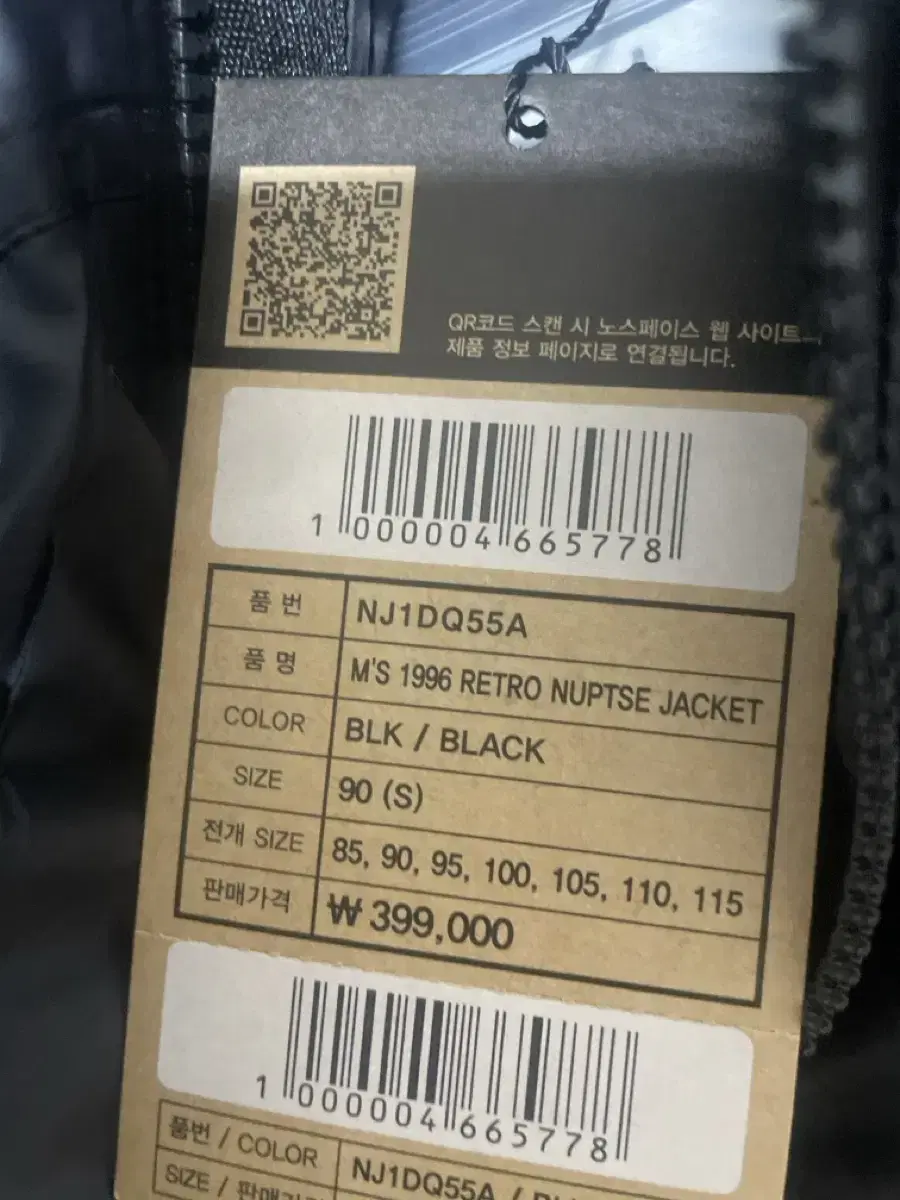 QR코드 스캔 시 노스페이스 웹 사이트
제품 정보 페이지로 연결됩니다.
1 000004 665778
품 번 NJ1DQ55A
품 명 M'S 1996 RETRO NUPTSE JACKET
COLOR BLK / BLACK
SIZE 90 (S)
전개 SIZE 85, 90, 95, 100, 105, 110, 115
판매가격 ₩399,000
1 000004 665778
품번 / COLOR NJ1DQ55A /
SIZE /